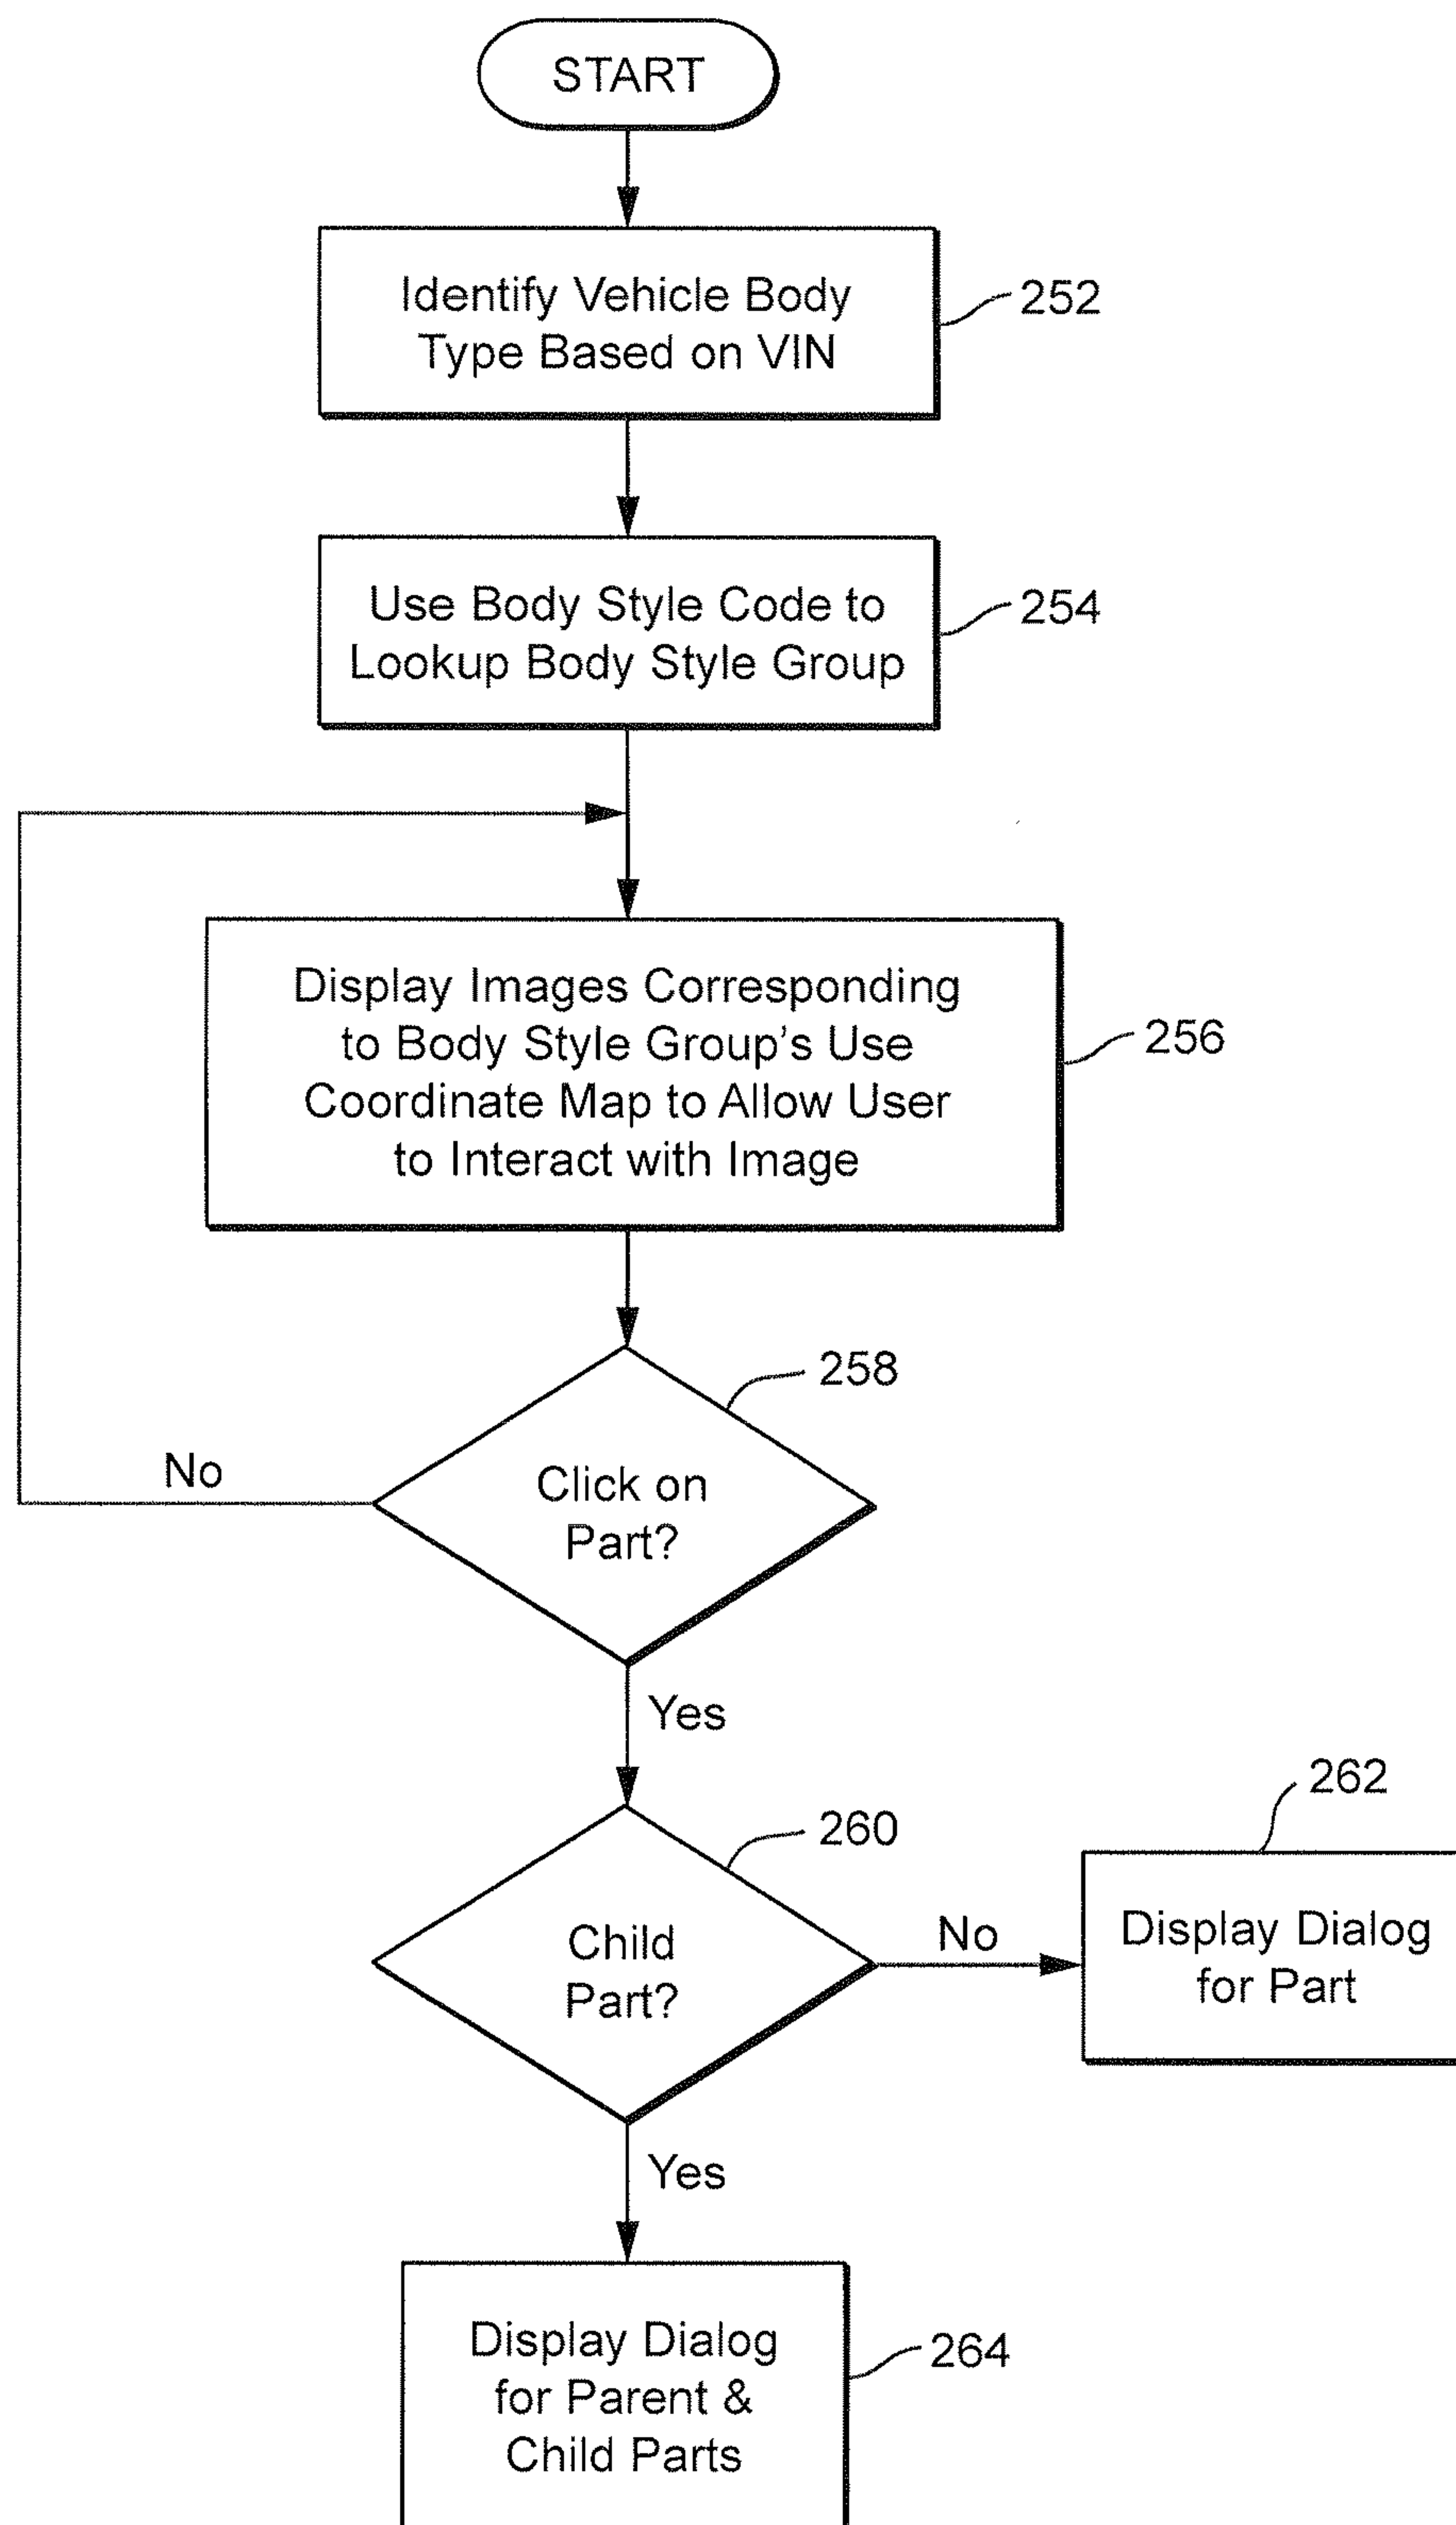 START
Identify Vehicle Body
Type Based on VIN
252
Use Body Style Code to
Lookup Body Style Group
254
Display Images Corresponding
to Body Style Group's Use
Coordinate Map to Allow User
to Interact with Image
256
258
Click on
Part?
No
Yes
260
Child
Part?
No
262
Display Dialog
for Part
Yes
Display Dialog
for Parent &
Child Parts
264